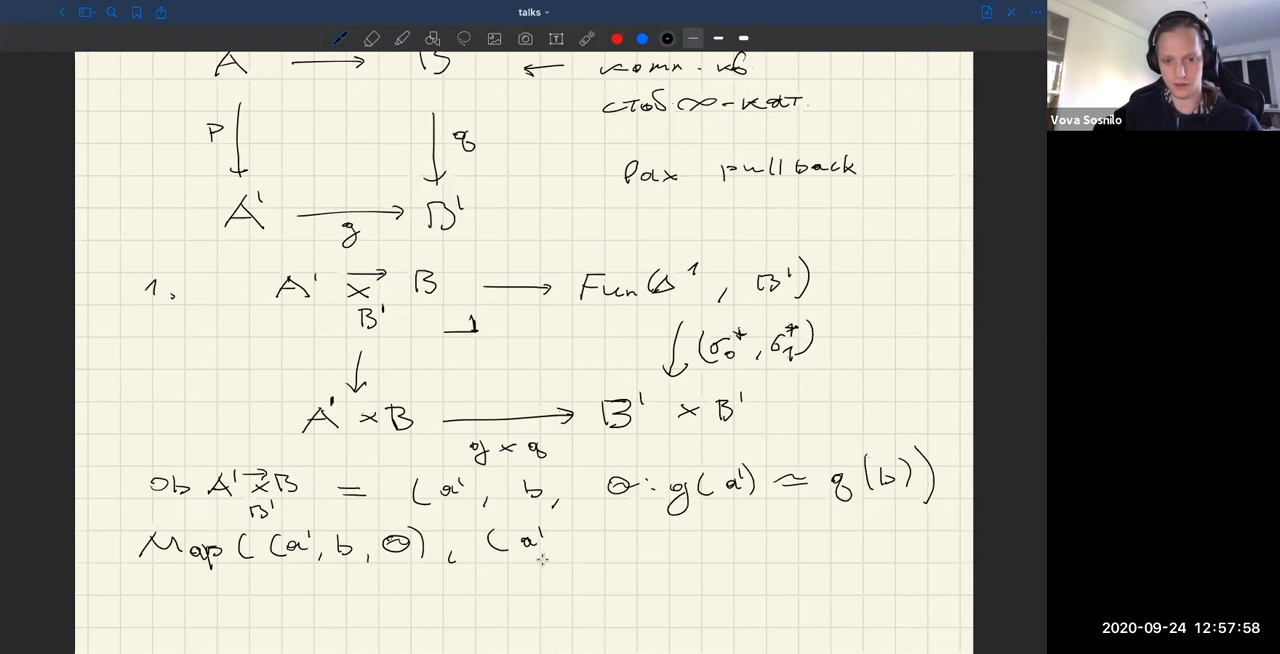 talks
A ⟶ B ← комм. кв
стаб ∞-кат.
p q
lax pullback
A' ⟶ B'
g
1. A' ×⃗ B ⟶ Fun(Δ¹, B')
B' ⌟
(σ₀*, σ₁*)
A' × B ⟶ B' × B'
g × q
Ob A' ×⃗ B = (a', b, Θ: g(a') ≃ q(b))
B'
Map((a', b, Θ), (a'
Vova Sosnilo
2020-09-24 12:57:58